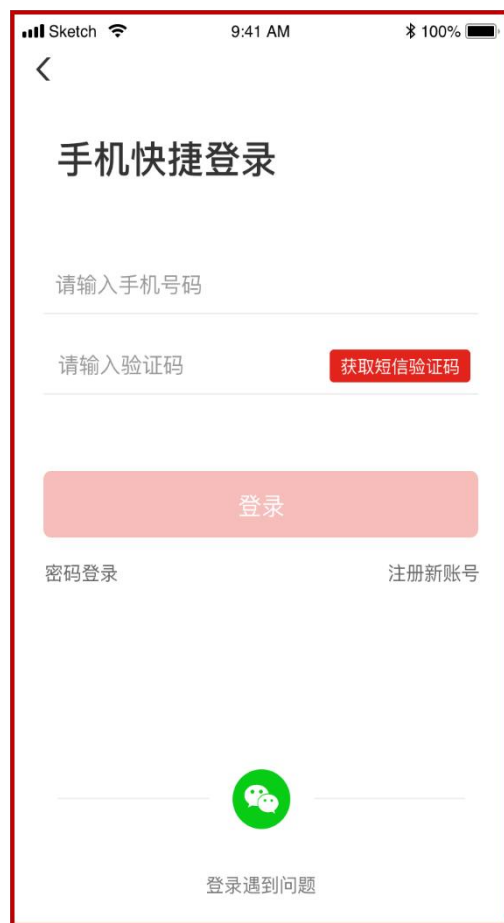 Sketch 9:41 AM 100%
手机快捷登录
请输入手机号码
请输入验证码 获取短信验证码
登录
密码登录 注册新账号
登录遇到问题